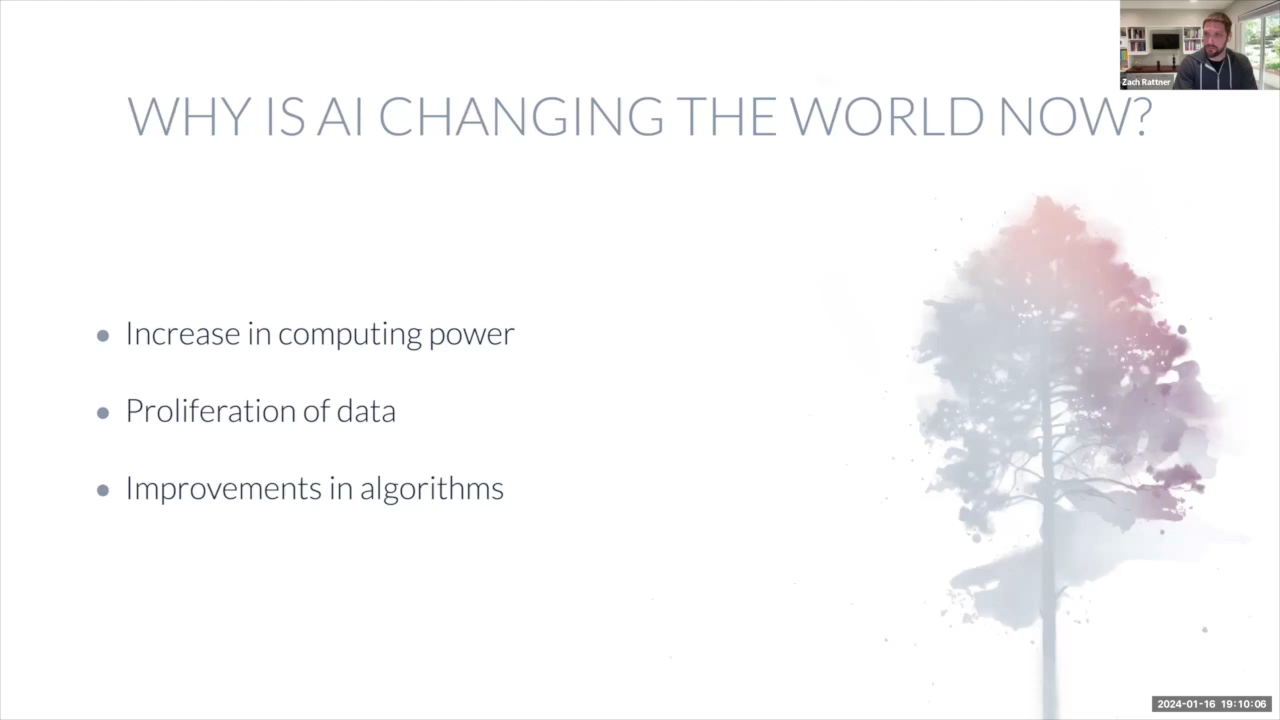 Zach Rattner
WHY IS AI CHANGING THE WORLD NOW?
• Increase in computing power
• Proliferation of data
• Improvements in algorithms
2024-01-16 19:10:06